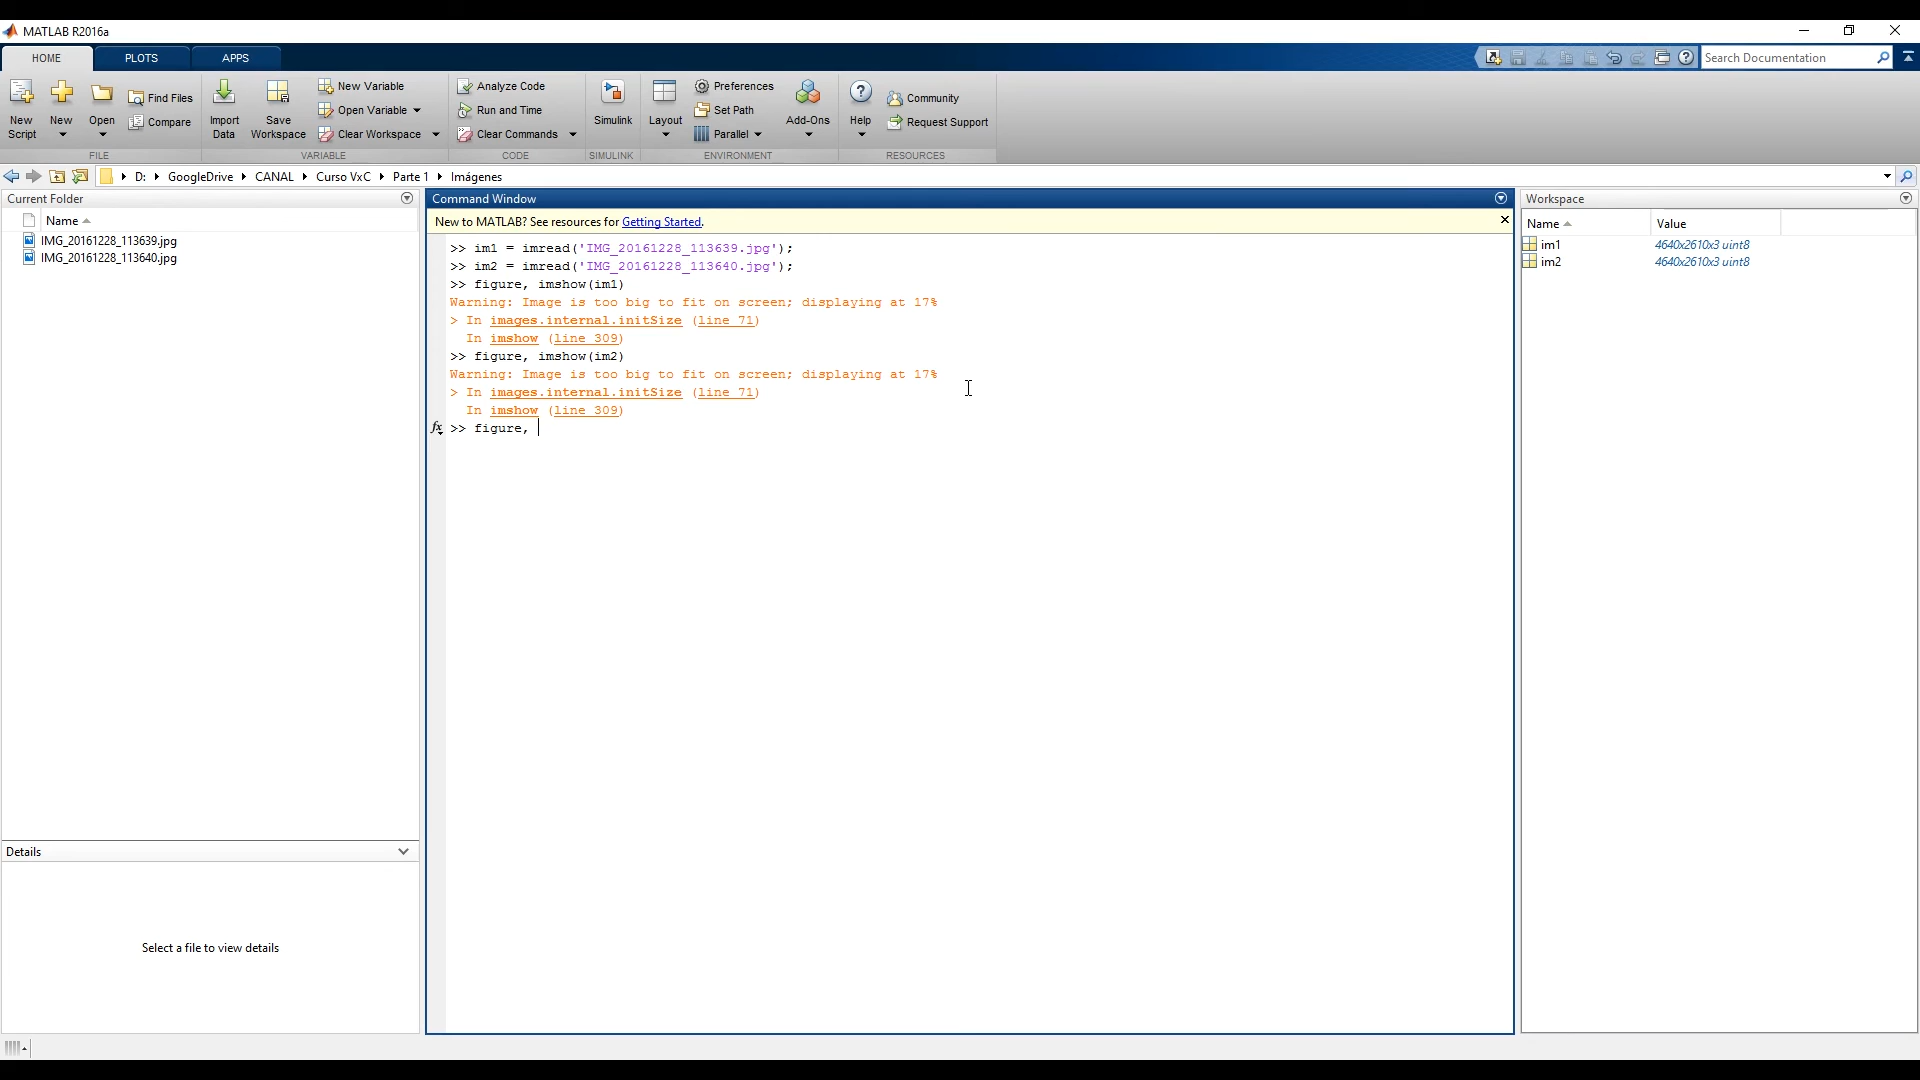 MATLAB R2016a
HOME PLOTS APPS
Search Documentation
New Script
New
Open
Find Files
Compare
Import Data
Save Workspace
New Variable
Open Variable
Clear Workspace
Analyze Code
Run and Time
Clear Commands
Simulink
Layout
Preferences
Set Path
Parallel
Add-Ons
Help
Community
Request Support
FILE VARIABLE CODE SIMULINK ENVIRONMENT RESOURCES
D: GoogleDrive CANAL Curso VxC Parte 1 Imágenes
Current Folder
Name
IMG_20161228_113639.jpg
IMG_20161228_113640.jpg
Details
Select a file to view details
Command Window
New to MATLAB? See resources for Getting Started.
>> im1 = imread('IMG_20161228_113639.jpg');
>> im2 = imread('IMG_20161228_113640.jpg');
>> figure, imshow(im1)
Warning: Image is too big to fit on screen; displaying at 17%
> In images.internal.initSize (line 71)
In imshow (line 309)
>> figure, imshow(im2)
Warning: Image is too big to fit on screen; displaying at 17%
> In images.internal.initSize (line 71)
In imshow (line 309)
fx >> figure,
Workspace
Name Value
im1 4640x2610x3 uint8
im2 4640x2610x3 uint8